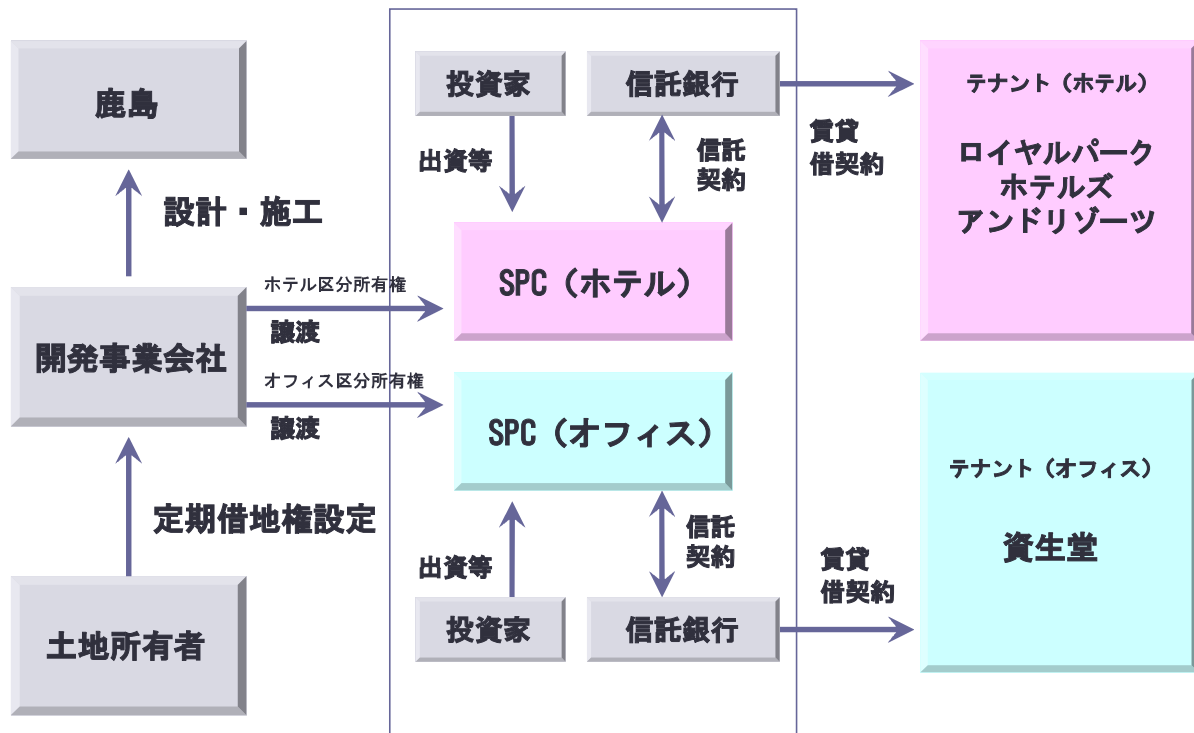 鹿島
設計・施工
開発事業会社
定期借地権設定
土地所有者
ホテル区分所有権
譲渡
オフィス区分所有権
譲渡
投資家
信託銀行
出資等
信託
契約
SPC（ホテル）
SPC（オフィス）
出資等
信託
契約
投資家
信託銀行
賃貸
借契約
賃貸
借契約
テナント（ホテル）
ロイヤルパーク
ホテルズ
アンドリゾーツ
テナント（オフィス）
資生堂